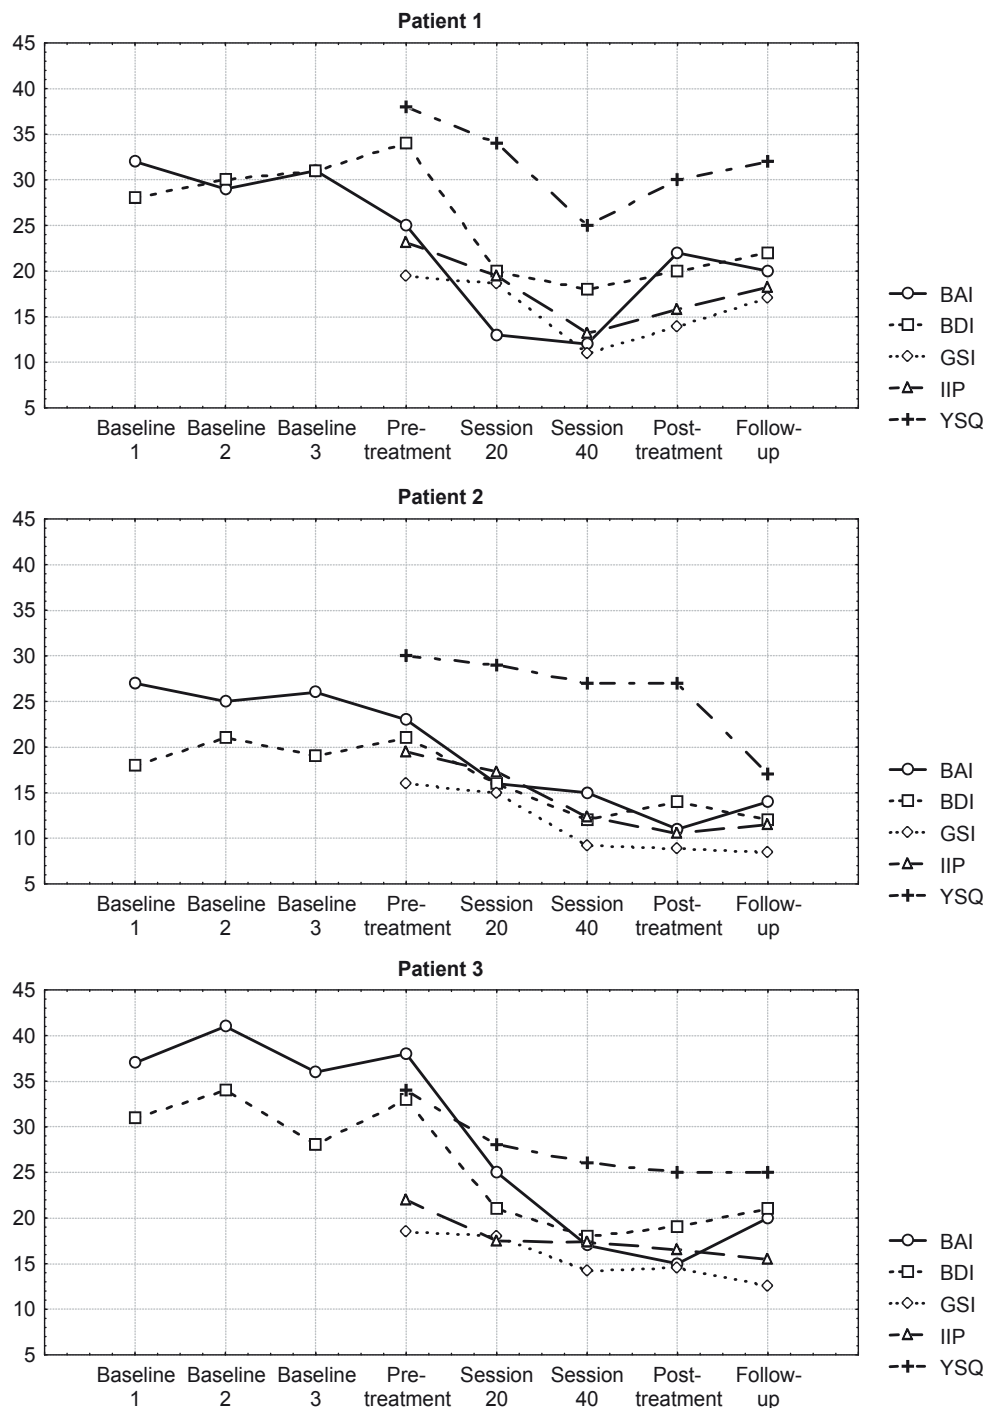 Patient 1
45
40
35
30
25
20
15
10
5
Baseline 1
Baseline 2
Baseline 3
Pre-treatment
Session 20
Session 40
Post-treatment
Follow-up
BAI
BDI
GSI
IIP
YSQ
Patient 2
45
40
35
30
25
20
15
10
5
Baseline 1
Baseline 2
Baseline 3
Pre-treatment
Session 20
Session 40
Post-treatment
Follow-up
BAI
BDI
GSI
IIP
YSQ
Patient 3
45
40
35
30
25
20
15
10
5
Baseline 1
Baseline 2
Baseline 3
Pre-treatment
Session 20
Session 40
Post-treatment
Follow-up
BAI
BDI
GSI
IIP
YSQ